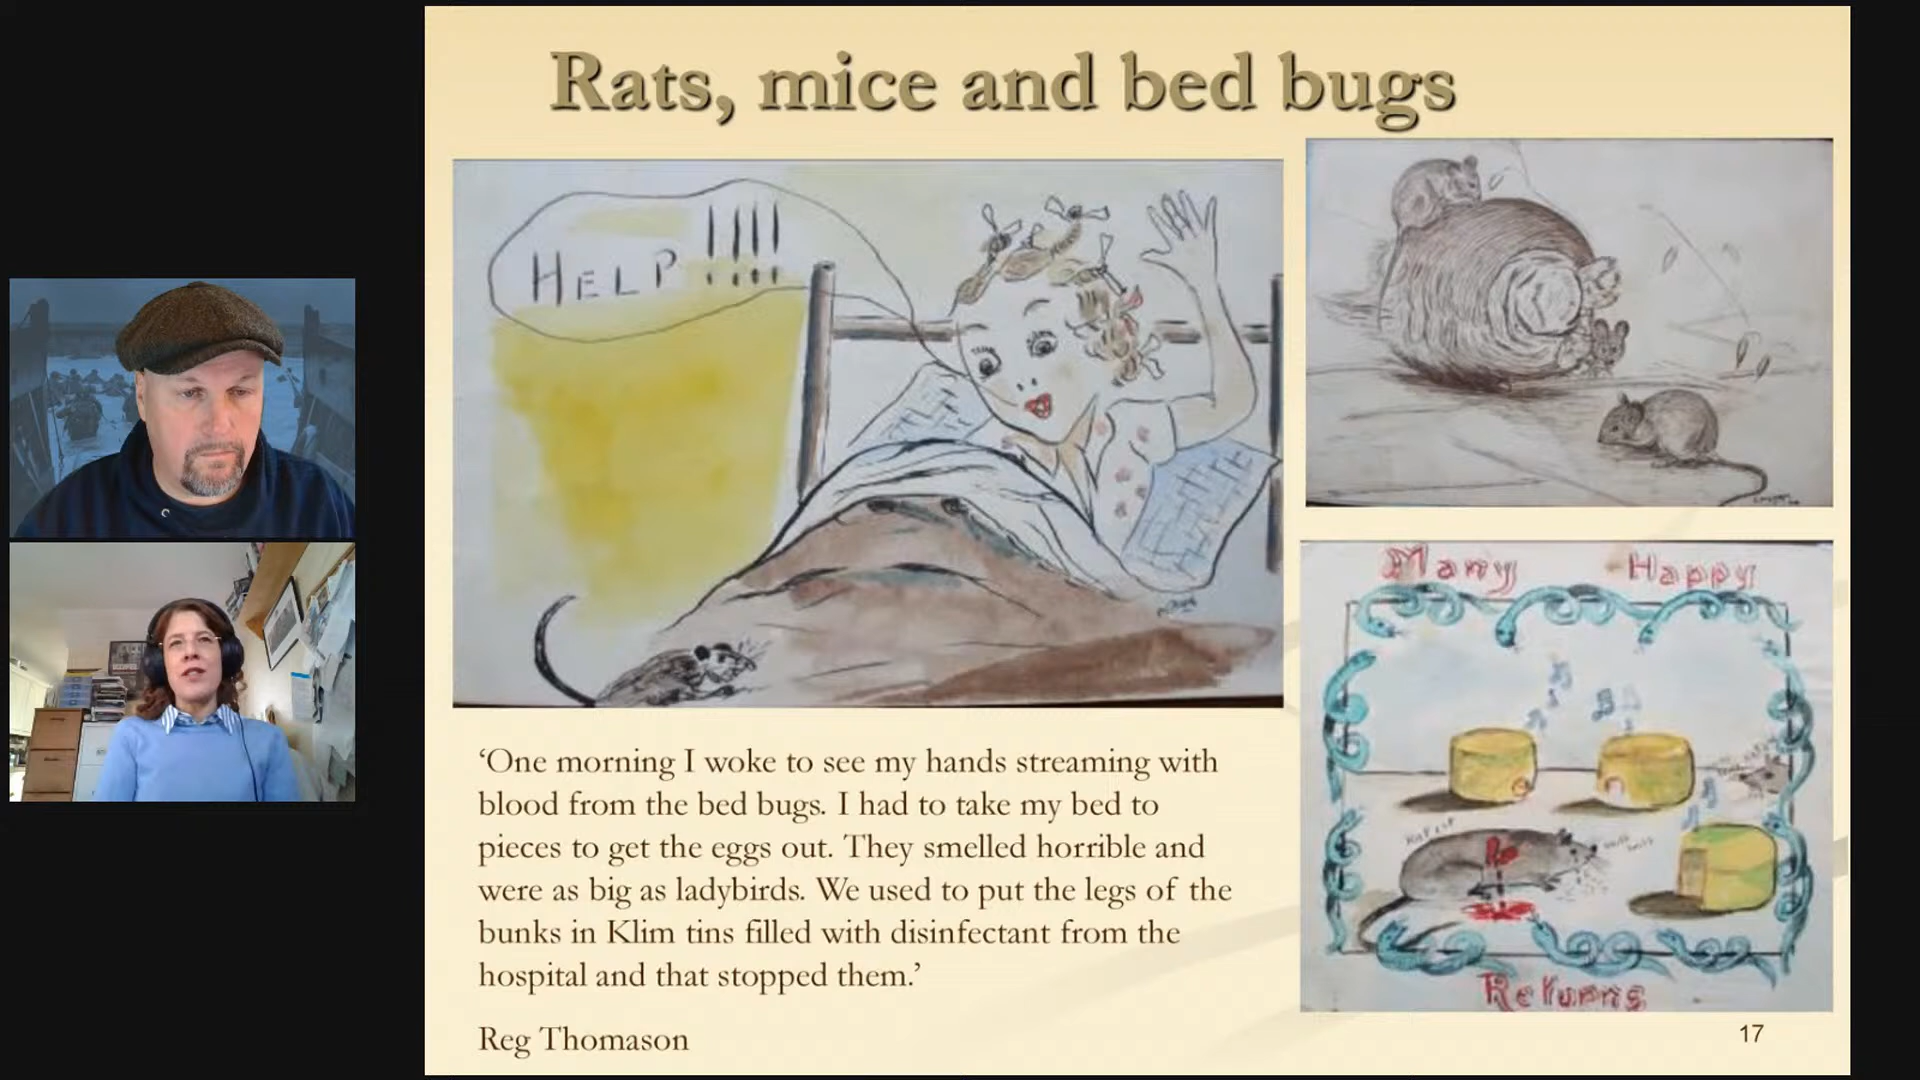 Rats, mice and bed bugs
HELP !!!!
Many Happy
Returns
‘One morning I woke to see my hands streaming with
blood from the bed bugs. I had to take my bed to
pieces to get the eggs out. They smelled horrible and
were as big as ladybirds. We used to put the legs of the
bunks in Klim tins filled with disinfectant from the
hospital and that stopped them.’
Reg Thomason
17